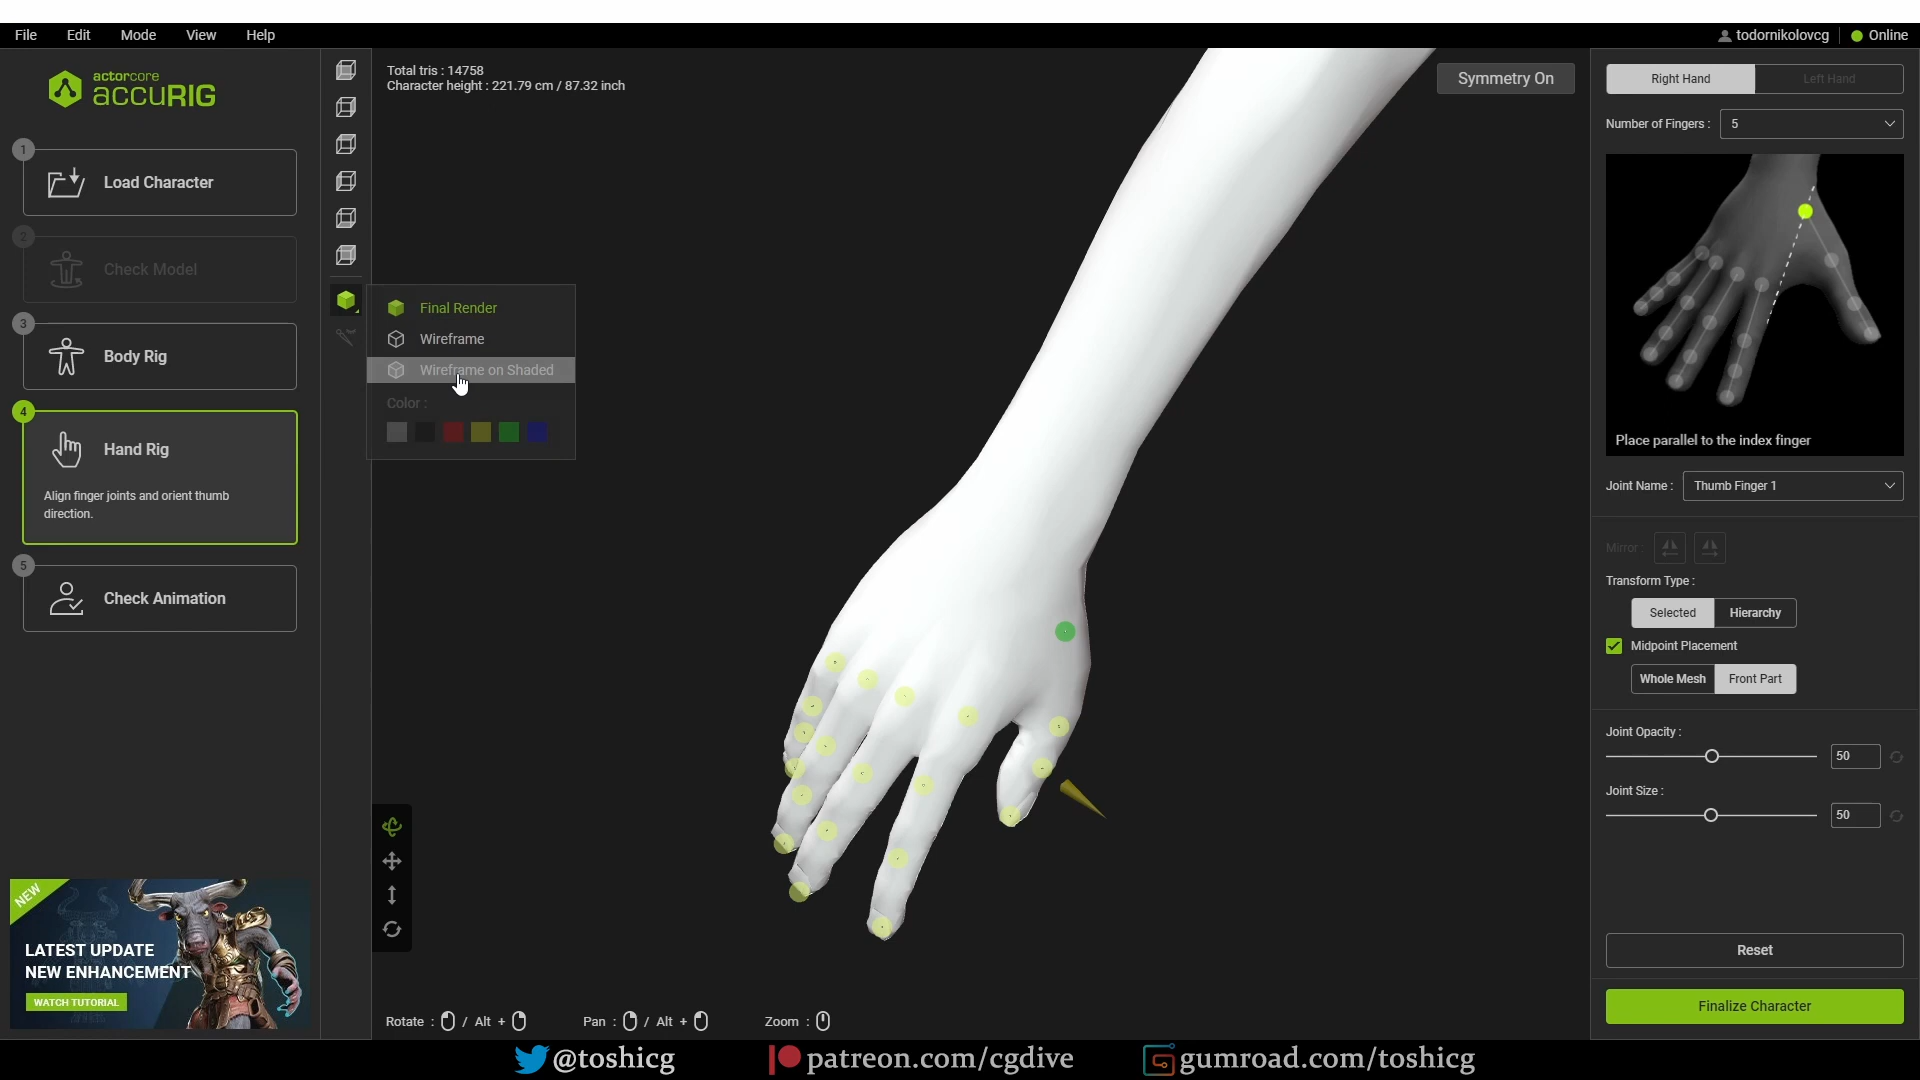 File Edit Mode View Help
todornikolovcg Online
actorcore
accuRIG
1
Load Character
2
Check Model
3
Body Rig
4
Hand Rig
Align finger joints and orient thumb
direction.
5
Check Animation
NEW
LATEST UPDATE
NEW ENHANCEMENT
WATCH TUTORIAL
Total tris : 14758
Character height : 221.79 cm / 87.32 inch
Symmetry On
Final Render
Wireframe
Wireframe on Shaded
Color :
Rotate : / Alt + Pan : / Alt + Zoom :
Right Hand Left Hand
Number of Fingers : 5
Place parallel to the index finger
Joint Name : Thumb Finger 1
Mirror :
Transform Type :
Selected Hierarchy
Midpoint Placement
Whole Mesh Front Part
Joint Opacity :
50
Joint Size :
50
Reset
Finalize Character
@toshicg patreon.com/cgdive gumroad.com/toshicg